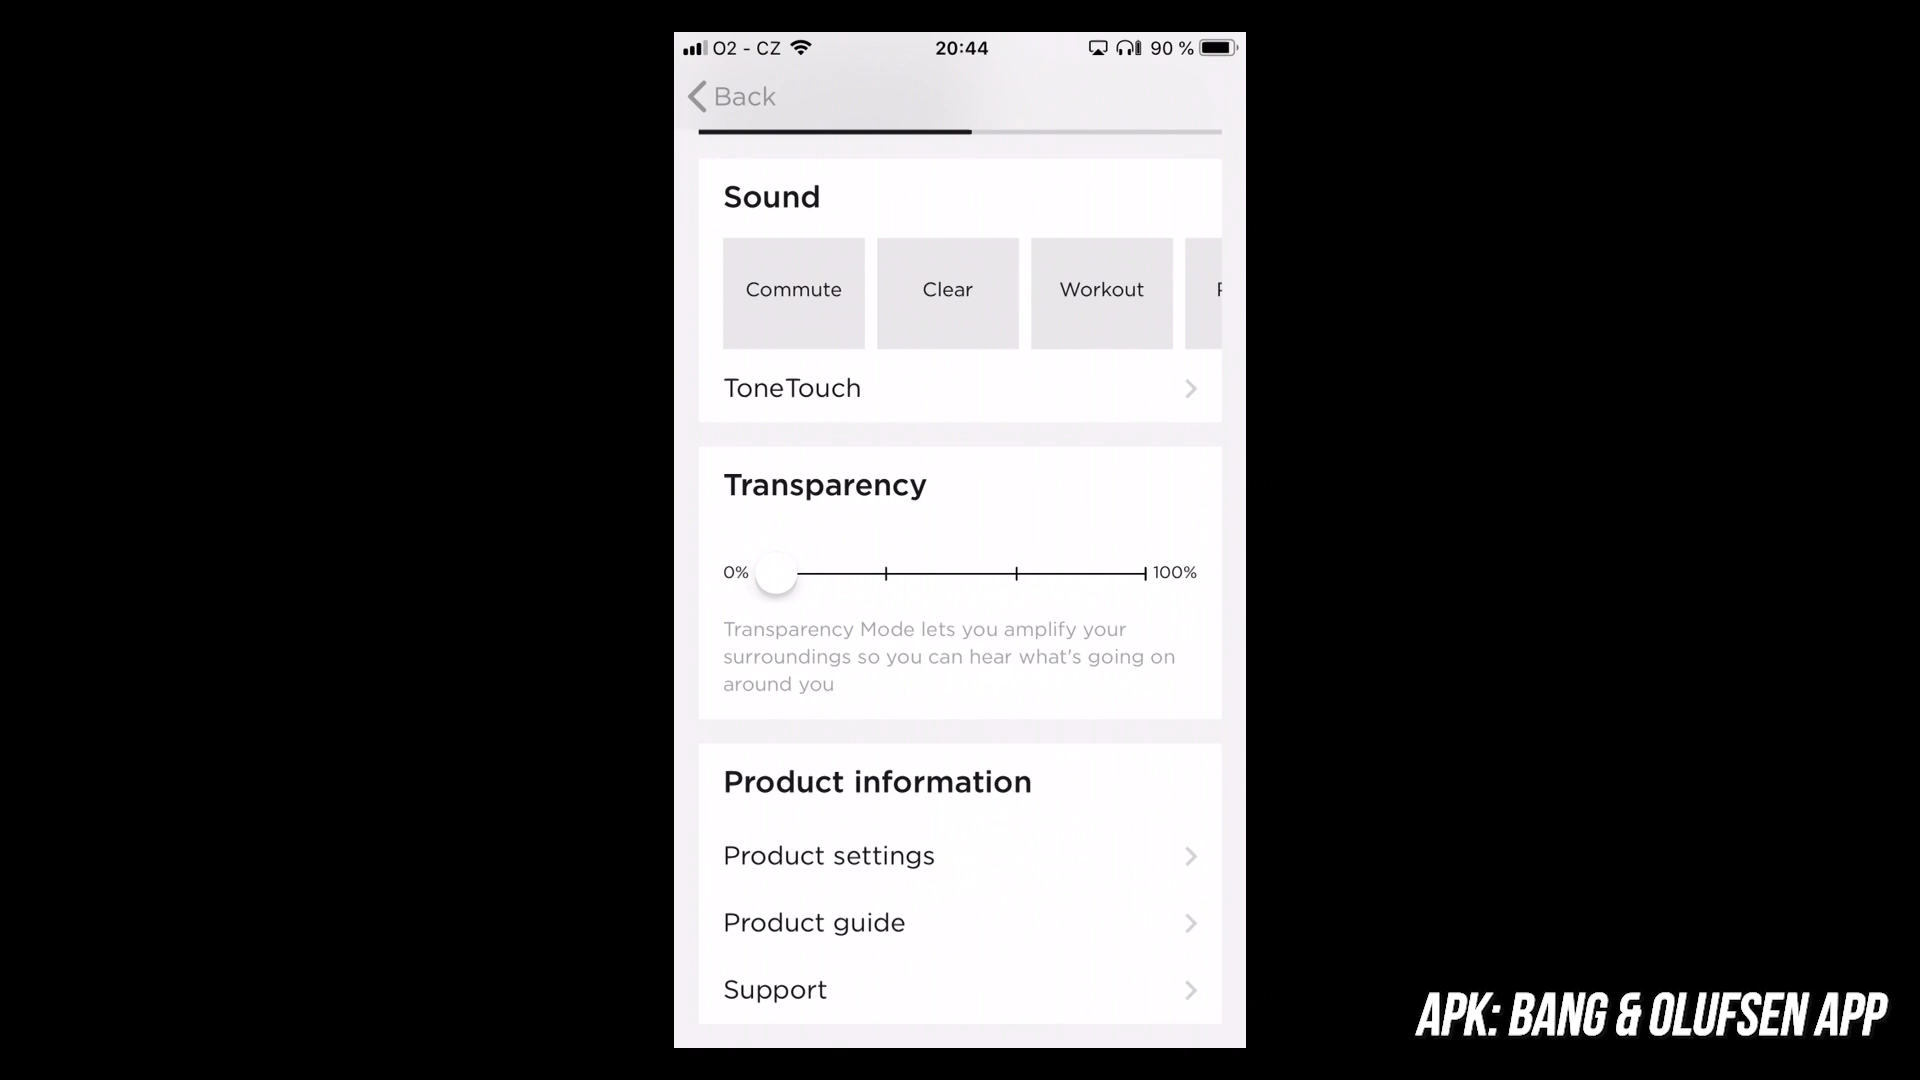 O2 - CZ 20:44 90 %
Back
Sound
Commute Clear Workout
ToneTouch
Transparency
0% 100%
Transparency Mode lets you amplify your
surroundings so you can hear what's going on
around you
Product information
Product settings
Product guide
Support
APK: BANG & OLUFSEN APP